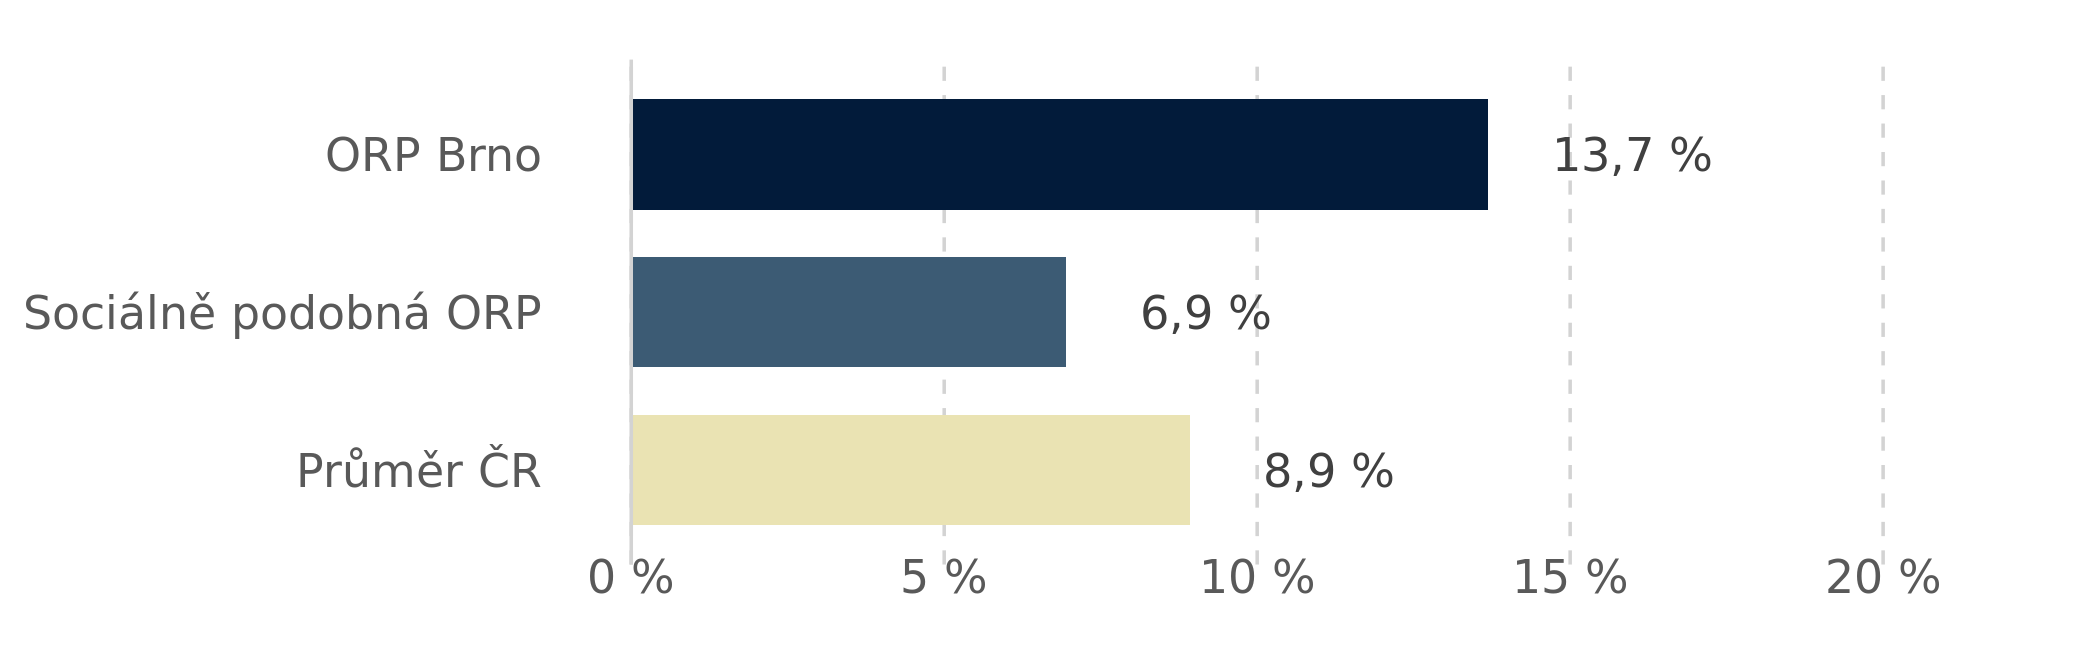 ORP Brno
13,7 %
Sociálně podobná ORP
6,9 %
Průměr ČR
8,9 %
0 % 5 % 10 % 15 % 20 %